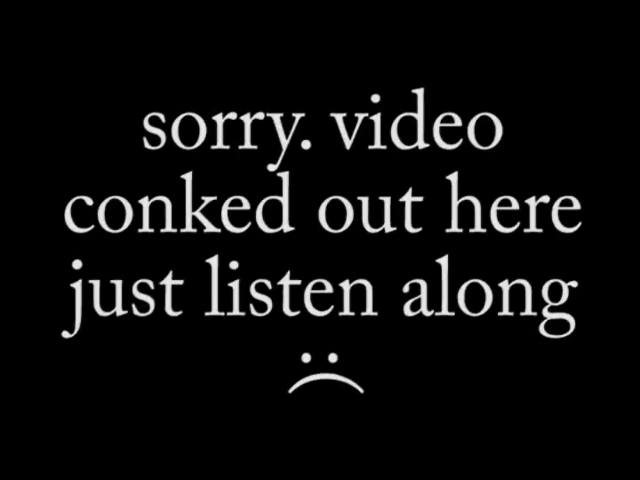 sorry. video
conked out here
just listen along